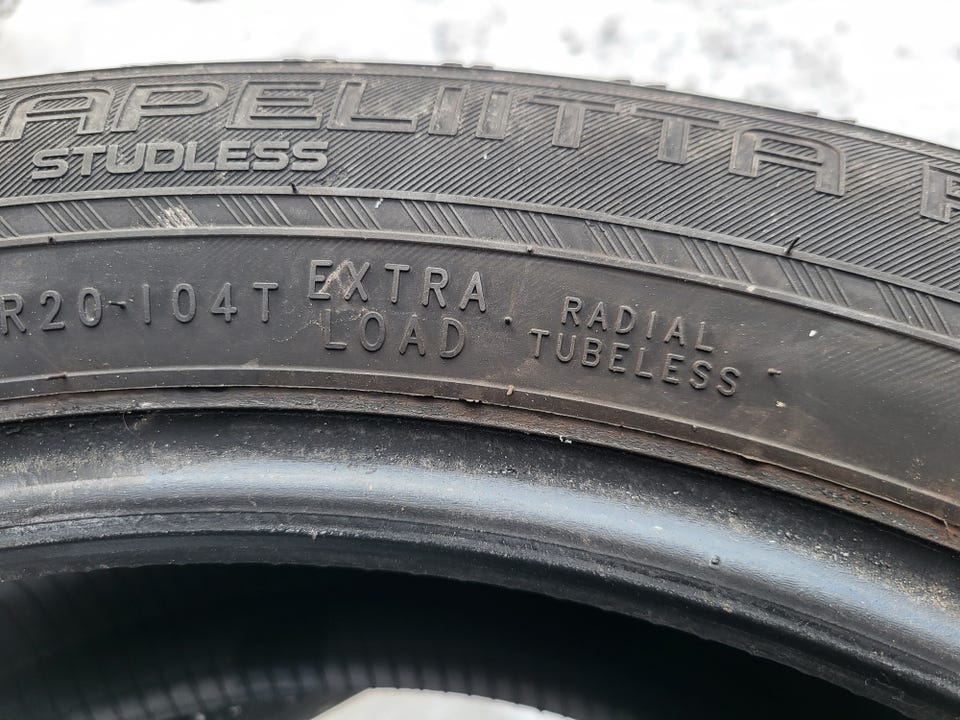 APELIITTA R
STUDLESS
R20 104T EXTRA LOAD
RADIAL
TUBELESS